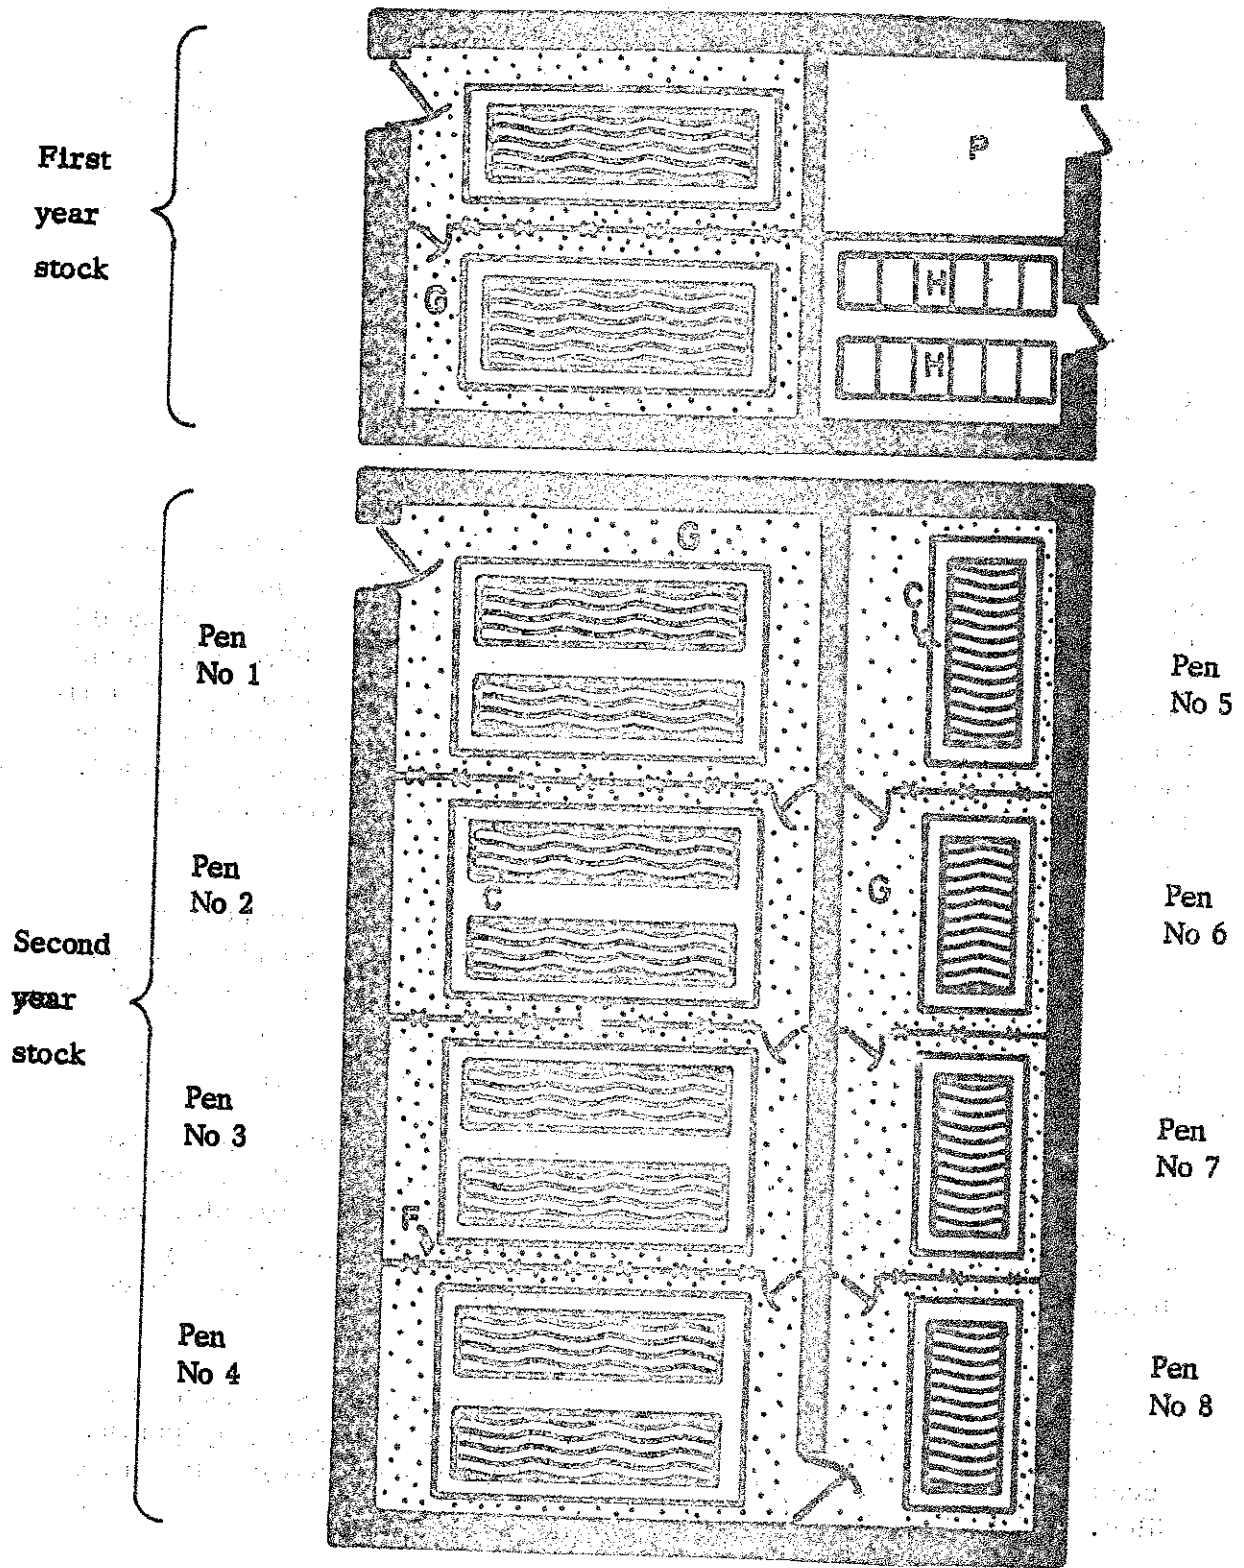 First
year
stock
P
G
H
H
Second
year
stock
Pen
No 1
Pen
No 2
Pen
No 3
Pen
No 4
G
C
C
G
F
Pen
No 5
Pen
No 6
Pen
No 7
Pen
No 8